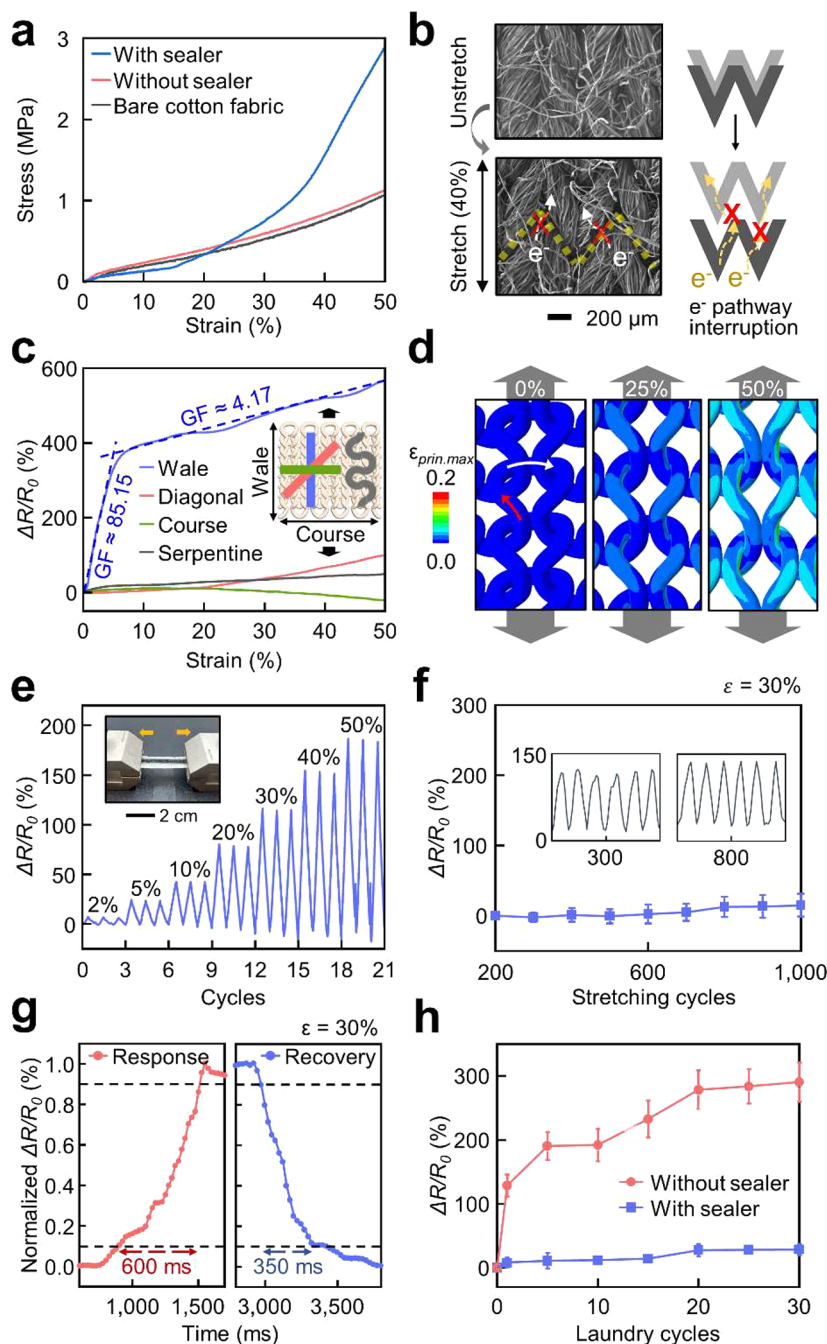 a
3
2
1
0
Stress (MPa)
With sealer
Without sealer
Bare cotton fabric
0 10 20 30 40 50
Strain (%)
b
Unstretch
Stretch (40%)
e⁻ e⁻
200 µm
X X
e⁻ e⁻
e⁻ pathway
interruption
c
600
400
200
0
ΔR/R₀ (%)
GF ≈ 85.15
GF ≈ 4.17
Wale
Diagonal
Course
Serpentine
Wale
Course
0 10 20 30 40 50
Strain (%)
d
0% 25% 50%
εprin.max
0.2
0.0
e
200
150
100
50
0
ΔR/R₀ (%)
2 cm
2% 5% 10% 20% 30% 40% 50%
0 3 6 9 12 15 18 21
Cycles
f
ε = 30%
300
200
100
0
ΔR/R₀ (%)
150
0
300 800
200 600 1,000
Stretching cycles
g
ε = 30%
1.0
0.8
0.6
0.4
0.2
0.0
Normalized ΔR/R₀ (%)
Response
Recovery
600 ms
350 ms
1,000 1,500 3,000 3,500
Time (ms)
h
300
200
100
0
ΔR/R₀ (%)
Without sealer
With sealer
0 10 20 30
Laundry cycles